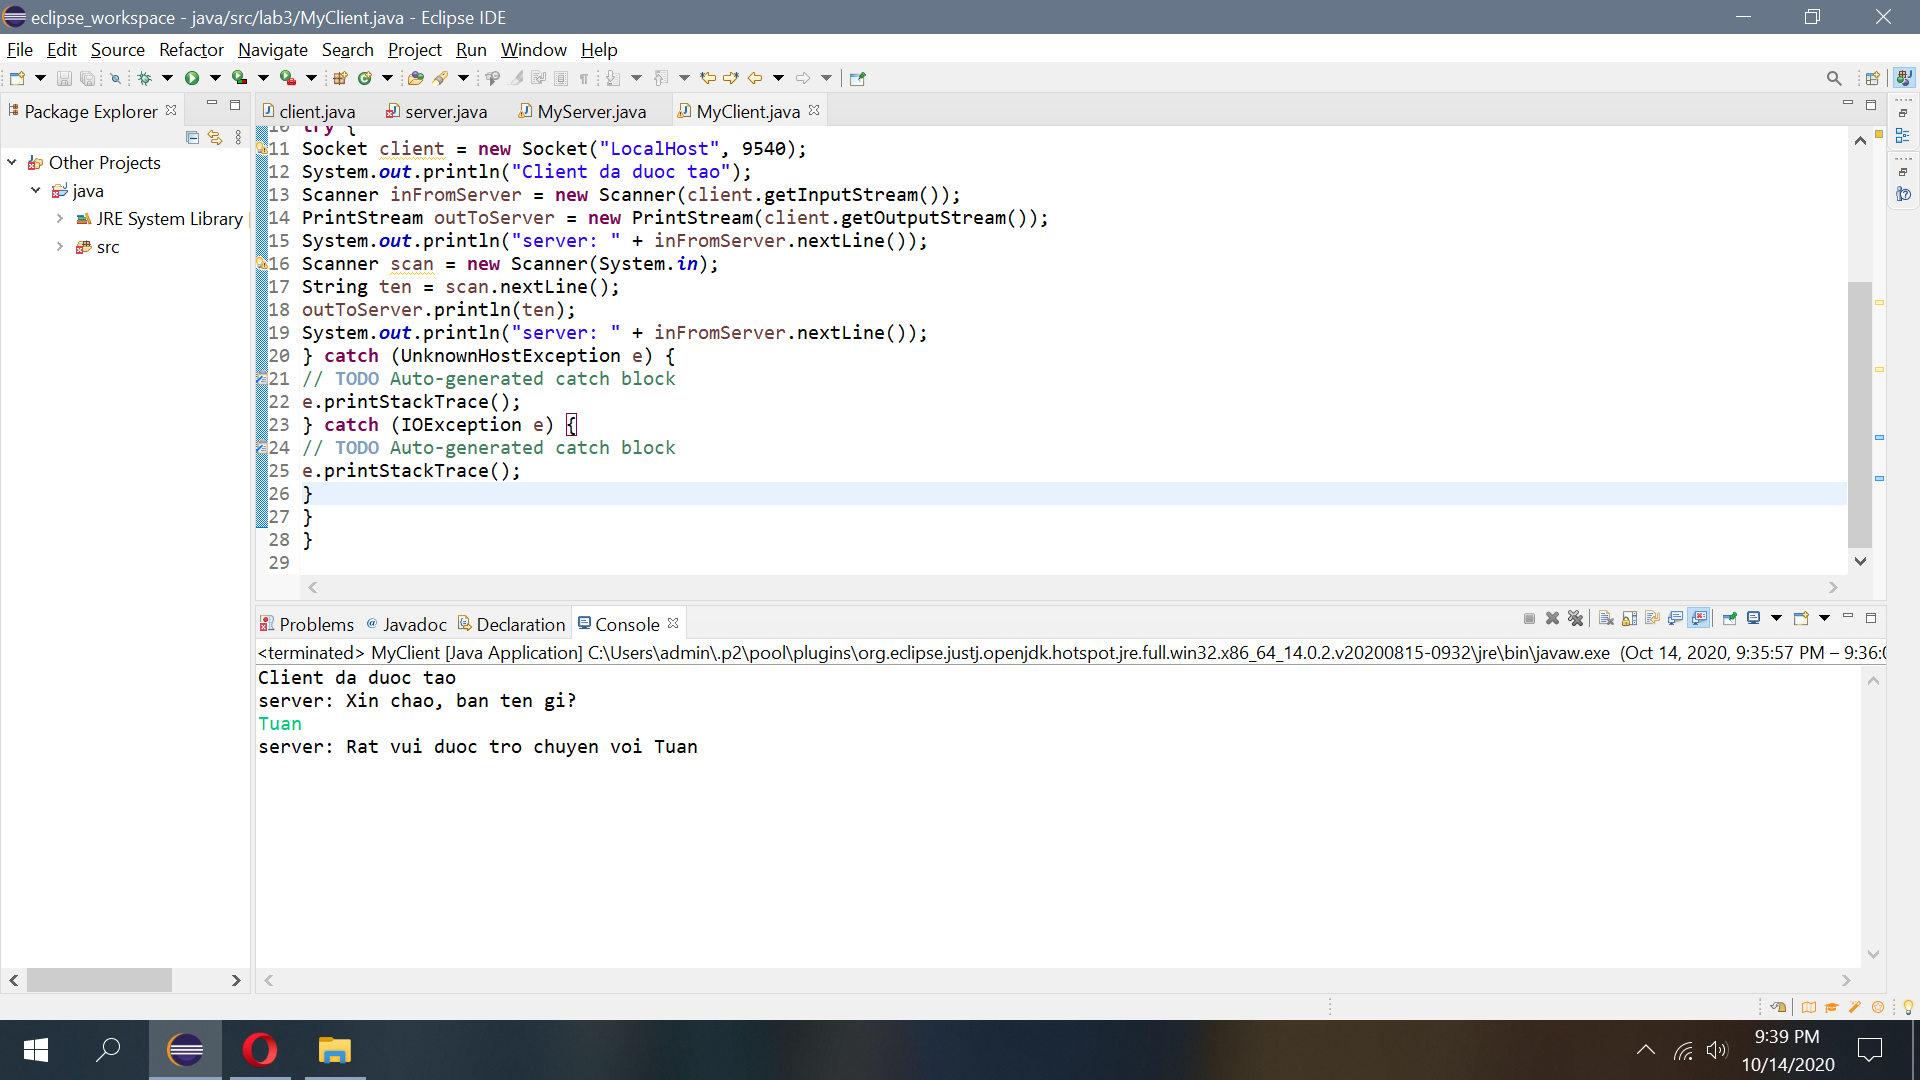 eclipse_workspace - java/src/lab3/MyClient.java - Eclipse IDE
File Edit Source Refactor Navigate Search Project Run Window Help
Package Explorer
client.java server.java MyServer.java MyClient.java
Other Projects
java
JRE System Library
src
10 try {
11 Socket client = new Socket("LocalHost", 9540);
12 System.out.println("Client da duoc tao");
13 Scanner inFromServer = new Scanner(client.getInputStream());
14 PrintStream outToServer = new PrintStream(client.getOutputStream());
15 System.out.println("server: " + inFromServer.nextLine());
16 Scanner scan = new Scanner(System.in);
17 String ten = scan.nextLine();
18 outToServer.println(ten);
19 System.out.println("server: " + inFromServer.nextLine());
20 } catch (UnknownHostException e) {
21 // TODO Auto-generated catch block
22 e.printStackTrace();
23 } catch (IOException e) {
24 // TODO Auto-generated catch block
25 e.printStackTrace();
26 }
27 }
28 }
29
Problems @ Javadoc Declaration Console
<terminated> MyClient [Java Application] C:\Users\admin\.p2\pool\plugins\org.eclipse.justj.openjdk.hotspot.jre.full.win32.x86_64_14.0.2.v20200815-0932\jre\bin\javaw.exe (Oct 14, 2020, 9:35:57 PM – 9:36:0
Client da duoc tao
server: Xin chao, ban ten gi?
Tuan
server: Rat vui duoc tro chuyen voi Tuan
9:39 PM
10/14/2020